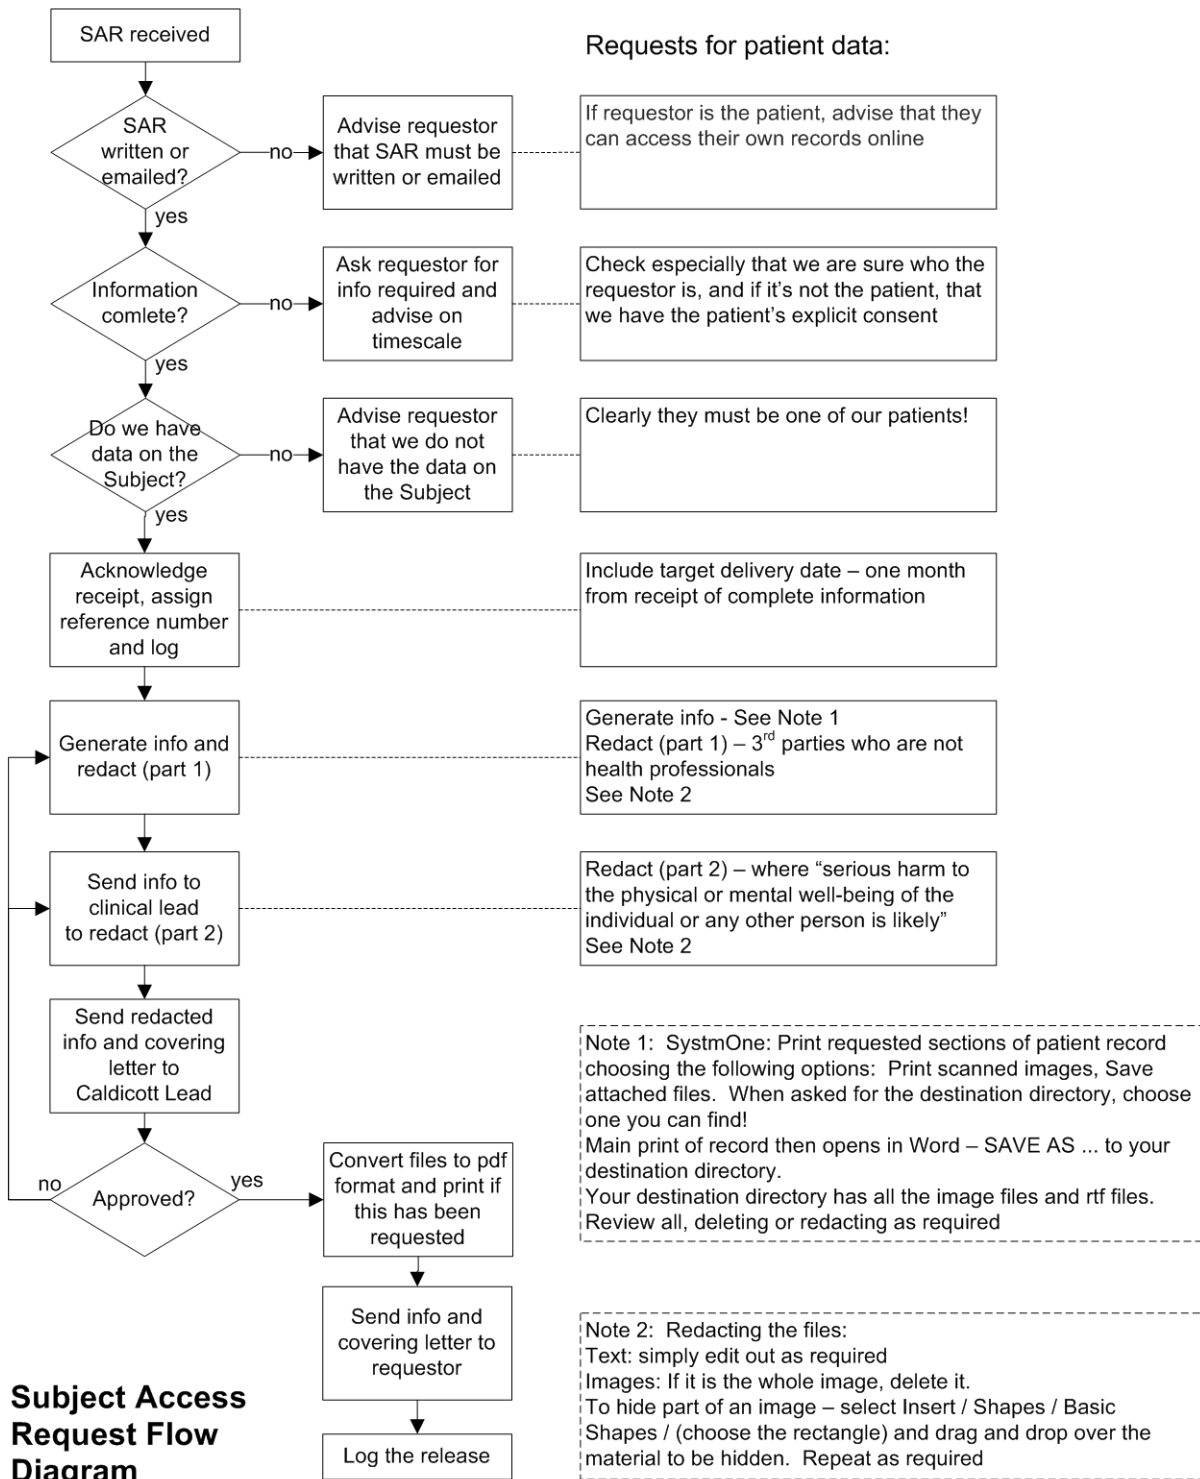 SAR received
Requests for patient data:
SAR
written or
emailed?
no
Advise requestor
that SAR must be
written or emailed
If requestor is the patient, advise that they
can access their own records online
yes
Information
comlete?
no
Ask requestor for
info required and
advise on
timescale
Check especially that we are sure who the
requestor is, and if it's not the patient, that
we have the patient's explicit consent
yes
Do we have
data on the
Subject?
no
Advise requestor
that we do not
have the data on
the Subject
Clearly they must be one of our patients!
yes
Acknowledge
receipt, assign
reference number
and log
Include target delivery date – one month
from receipt of complete information
Generate info and
redact (part 1)
Generate info - See Note 1
Redact (part 1) – 3rd parties who are not
health professionals
See Note 2
Send info to
clinical lead
to redact (part 2)
Redact (part 2) – where “serious harm to
the physical or mental well-being of the
individual or any other person is likely”
See Note 2
Send redacted
info and covering
letter to
Caldicott Lead
Note 1:  SystmOne: Print requested sections of patient record
choosing the following options:  Print scanned images, Save
attached files.  When asked for the destination directory, choose
one you can find!
Main print of record then opens in Word – SAVE AS ... to your
destination directory.
Your destination directory has all the image files and rtf files.
Review all, deleting or redacting as required
no
Approved?
yes
Convert files to pdf
format and print if
this has been
requested
Send info and
covering letter to
requestor
Note 2:  Redacting the files:
Text: simply edit out as required
Images: If it is the whole image, delete it.
To hide part of an image – select Insert / Shapes / Basic
Shapes / (choose the rectangle) and drag and drop over the
material to be hidden.  Repeat as required
Log the release
Subject Access
Request Flow
Diagram